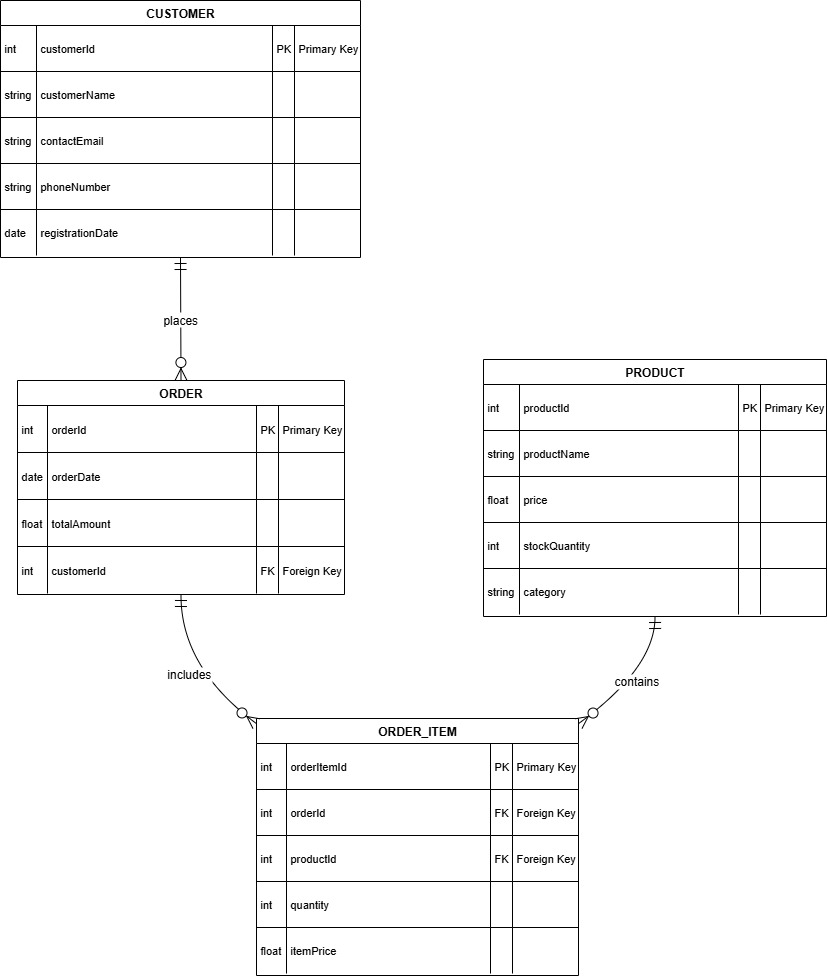 CUSTOMER
int customerId PK Primary Key
string customerName
string contactEmail
string phoneNumber
date registrationDate
places
ORDER
int orderId PK Primary Key
date orderDate
float totalAmount
int customerId FK Foreign Key
PRODUCT
int productId PK Primary Key
string productName
float price
int stockQuantity
string category
includes
contains
ORDER_ITEM
int orderItemId PK Primary Key
int orderId FK Foreign Key
int productId FK Foreign Key
int quantity
float itemPrice